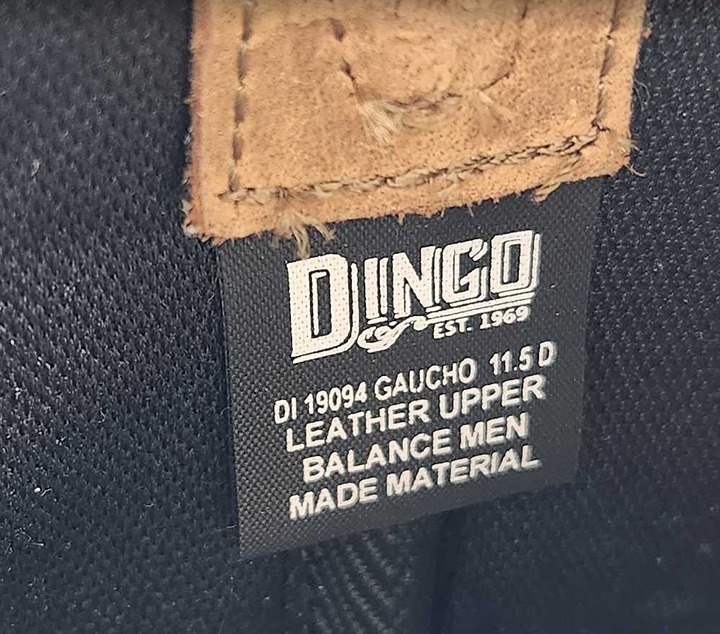 DINGO
EST. 1969
DI 19094 GAUCHO 11.5 D
LEATHER UPPER
BALANCE MEN
MADE MATERIAL